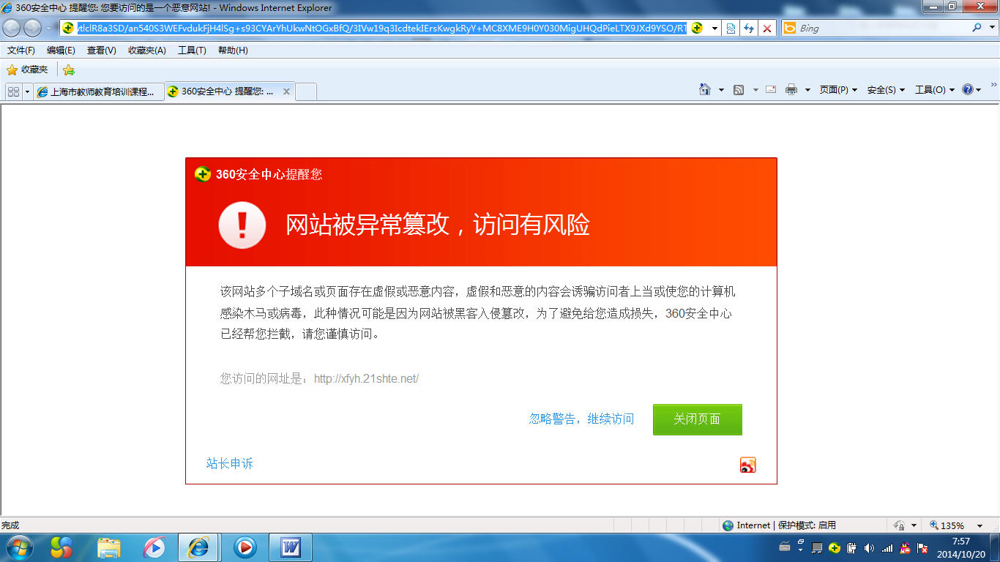 360安全中心 提醒您: 您要访问的是一个恶意网站! - Windows Internet Explorer
Bing
文件(F) 编辑(E) 查看(V) 收藏夹(A) 工具(T) 帮助(H)
收藏夹
上海市教师教育培训课程... 360安全中心 提醒您: ... 页面(P) 安全(S) 工具(O)
360安全中心提醒您
网站被异常篡改，访问有风险
该网站多个子域名或页面存在虚假或恶意内容，虚假和恶意的内容会诱骗访问者上当或使您的计算机
感染木马或病毒，此种情况可能是因为网站被黑客入侵篡改，为了避免给您造成损失，360安全中心
已经帮您拦截，请您谨慎访问。
您访问的网址是：http://xfyh.21shte.net/
忽略警告，继续访问 关闭页面
站长申诉
完成 Internet | 保护模式: 启用 135%
7:57
2014/10/20